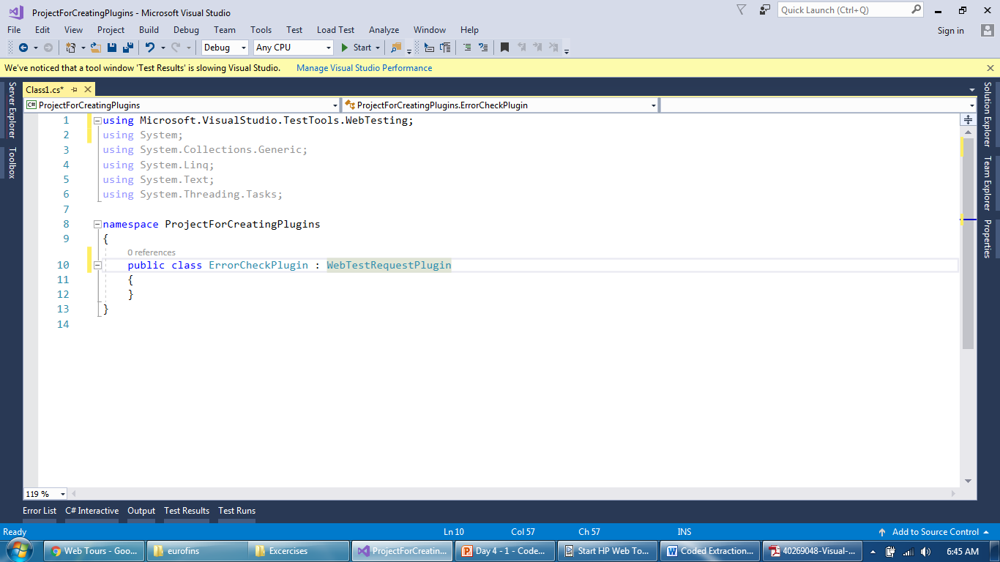 ProjectForCreatingPlugins - Microsoft Visual Studio
Quick Launch (Ctrl+Q)
File Edit View Project Build Debug Team Tools Test Load Test Analyze Window Help
Sign in
Debug Any CPU Start
We've noticed that a tool window 'Test Results' is slowing Visual Studio. Manage Visual Studio Performance
Server Explorer
Toolbox
Class1.cs*
C# ProjectForCreatingPlugins ProjectForCreatingPlugins.ErrorCheckPlugin
1 using Microsoft.VisualStudio.TestTools.WebTesting;
2 using System;
3 using System.Collections.Generic;
4 using System.Linq;
5 using System.Text;
6 using System.Threading.Tasks;
7
8 namespace ProjectForCreatingPlugins
9 {
0 references
10 public class ErrorCheckPlugin : WebTestRequestPlugin
11 {
12 }
13 }
14
Solution Explorer
Team Explorer
Properties
119 %
Error List C# Interactive Output Test Results Test Runs
Ready Ln 10 Col 57 Ch 57 INS Add to Source Control
Web Tours - Goo... eurofins Excercises ProjectForCreatin... Day 4 - 1 - Code... Start HP Web To... Coded Extraction... 40269048-Visual-... 6:45 AM